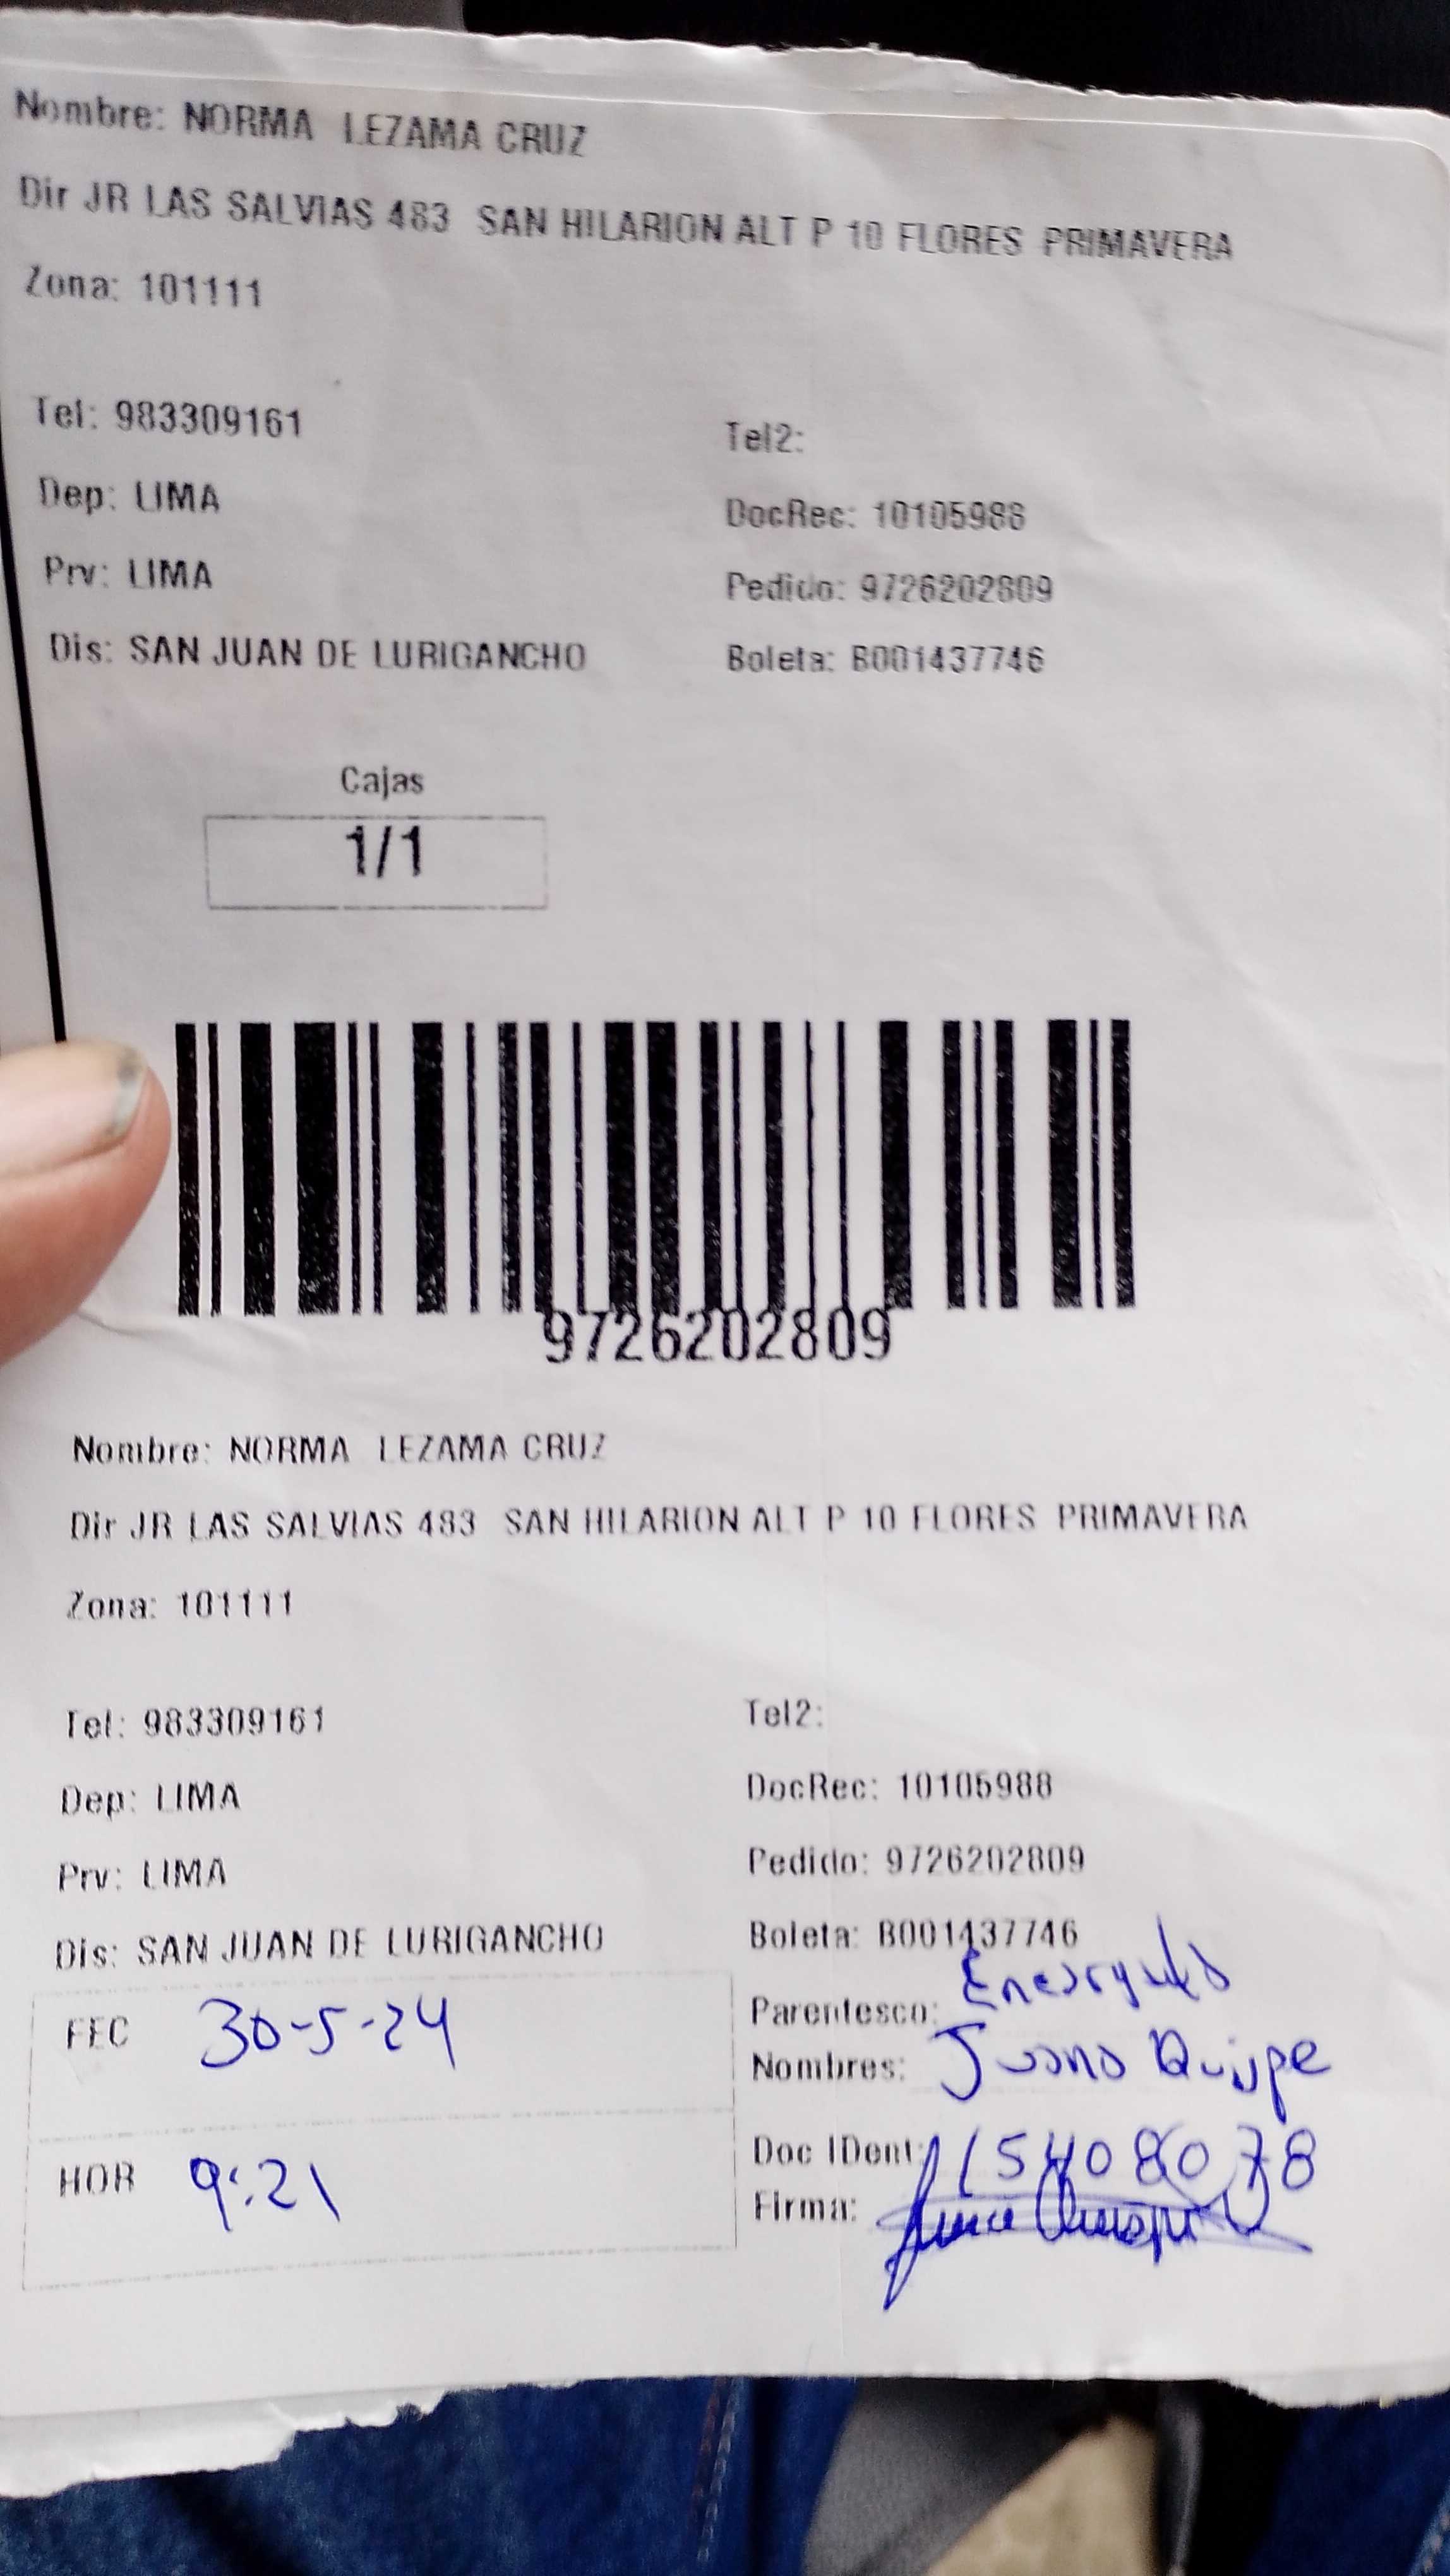 Nombre: NORMA LEZAMA CRUZ
Dir JR LAS SALVIAS 483 SAN HILARION ALT P 10 FLORES PRIMAVERA
Zona: 101111
Tel: 983309161 Tel2:
Dep: LIMA DocRec: 10105988
Prv: LIMA Pedido: 9726202809
Dis: SAN JUAN DE LURIGANCHO Boleta: B001437746
Cajas
1/1
9726202809
Nombre: NORMA LEZAMA CRUZ
Dir JR LAS SALVIAS 483 SAN HILARION ALT P 10 FLORES PRIMAVERA
Zona: 101111
Tel: 983309161 Tel2:
Dep: LIMA DocRec: 10105988
Prv: LIMA Pedido: 9726202809
Dis: SAN JUAN DE LURIGANCHO Boleta: B001437746
FEC 30-5-24
Parentesco:
Nombres: Juana Quispe
HOR 9:21
Doc IDent:
Firma: